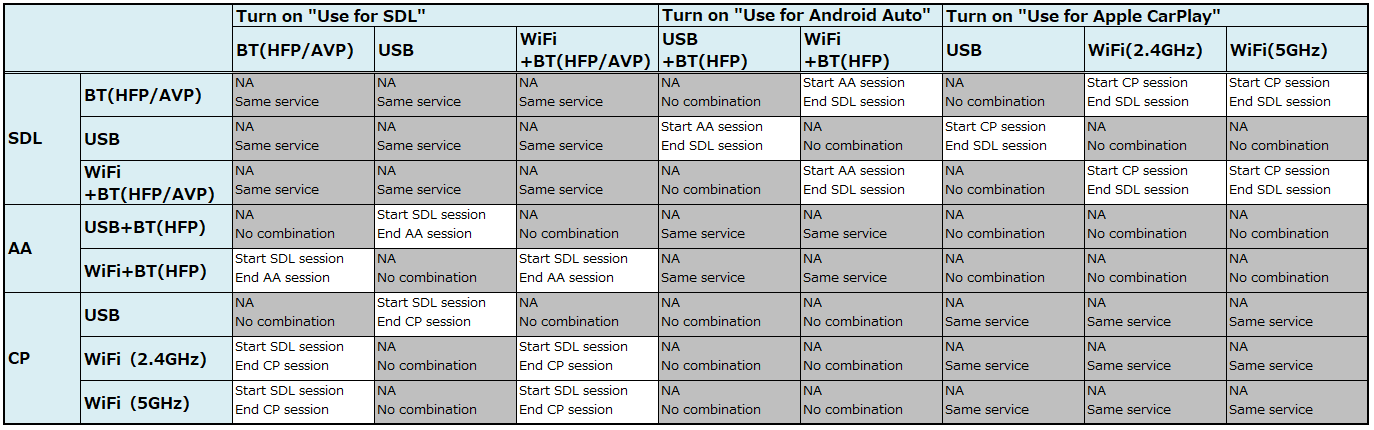 Turn on "Use for SDL" Turn on "Use for Android Auto" Turn on "Use for Apple CarPlay"
BT(HFP/AVP) USB WiFi +BT(HFP/AVP) USB +BT(HFP) WiFi +BT(HFP) USB WiFi(2.4GHz) WiFi(5GHz)
SDL
BT(HFP/AVP)
NA NA NA NA Start AA session NA Start CP session Start CP session
Same service Same service Same service No combination End SDL session No combination End SDL session End SDL session
USB
NA NA NA Start AA session NA Start CP session NA NA
Same service Same service Same service End SDL session No combination End SDL session No combination No combination
WiFi
+BT(HFP/AVP)
NA NA NA NA Start AA session NA Start CP session Start CP session
Same service Same service Same service No combination End SDL session No combination End SDL session End SDL session
AA
USB+BT(HFP)
NA Start SDL session NA NA NA NA NA NA
No combination End AA session No combination Same service Same service No combination No combination No combination
WiFi+BT(HFP)
Start SDL session NA Start SDL session NA NA NA NA NA
End AA session No combination End AA session Same service Same service No combination No combination No combination
CP
USB
NA Start SDL session NA NA NA NA NA NA
No combination End CP session No combination No combination No combination Same service Same service Same service
WiFi (2.4GHz)
Start SDL session NA Start SDL session NA NA NA NA NA
End CP session No combination End CP session No combination No combination Same service Same service Same service
WiFi (5GHz)
Start SDL session NA Start SDL session NA NA NA NA NA
End CP session No combination End CP session No combination No combination Same service Same service Same service